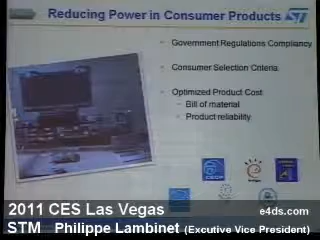 Reducing Power in Consumer Products
- Government Regulations Compliancy
- Consumer Selection Criteria
- Optimized Product Cost
- Bill of material
- Product reliability
2011 CES Las Vegas
e4ds.com
STM Philippe Lambinet (Excutive Vice President)